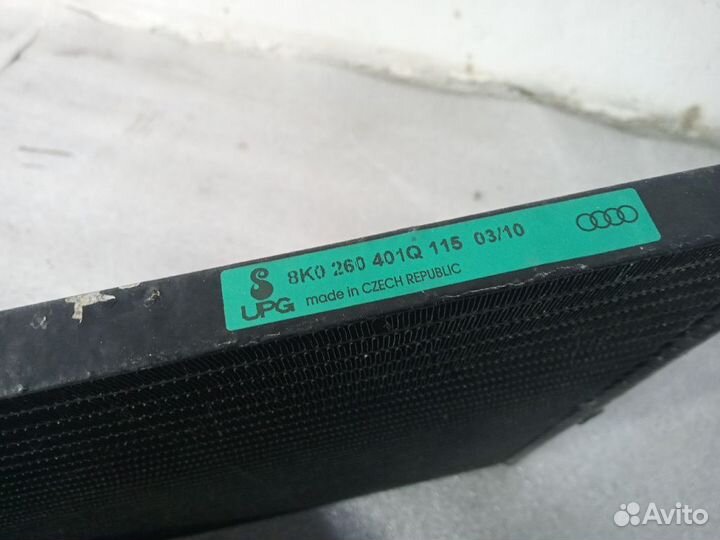 8K0 260 401Q 115 03/10
UPG made in CZECH REPUBLIC
Avito